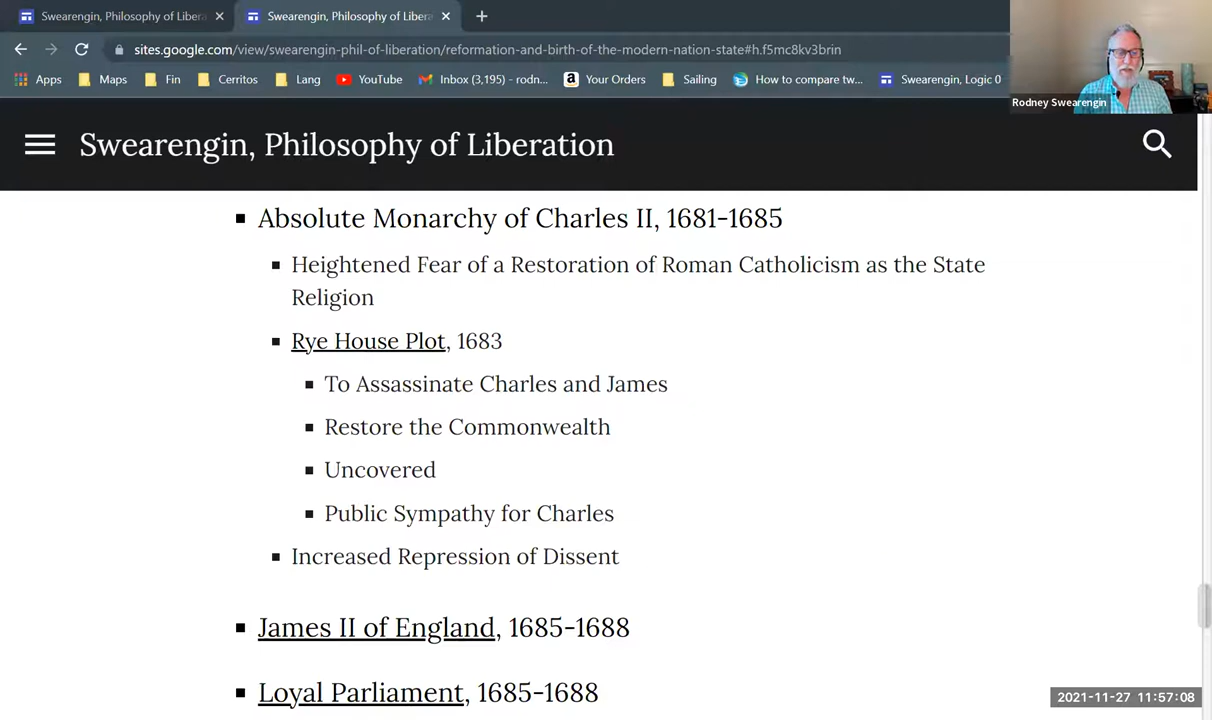 Swearengin, Philosophy of Libera
Swearengin, Philosophy of Libera
sites.google.com/view/swearengin-phil-of-liberation/reformation-and-birth-of-the-modern-nation-state#h.f5mc8kv3brin
Apps Maps Fin Cerritos Lang YouTube Inbox (3,195) - rodn... Your Orders Sailing How to compare tw... Swearengin, Logic 0
Rodney Swearengin
Swearengin, Philosophy of Liberation
Absolute Monarchy of Charles II, 1681-1685
Heightened Fear of a Restoration of Roman Catholicism as the State
Religion
Rye House Plot, 1683
To Assassinate Charles and James
Restore the Commonwealth
Uncovered
Public Sympathy for Charles
Increased Repression of Dissent
James II of England, 1685-1688
Loyal Parliament, 1685-1688
2021-11-27 11:57:08